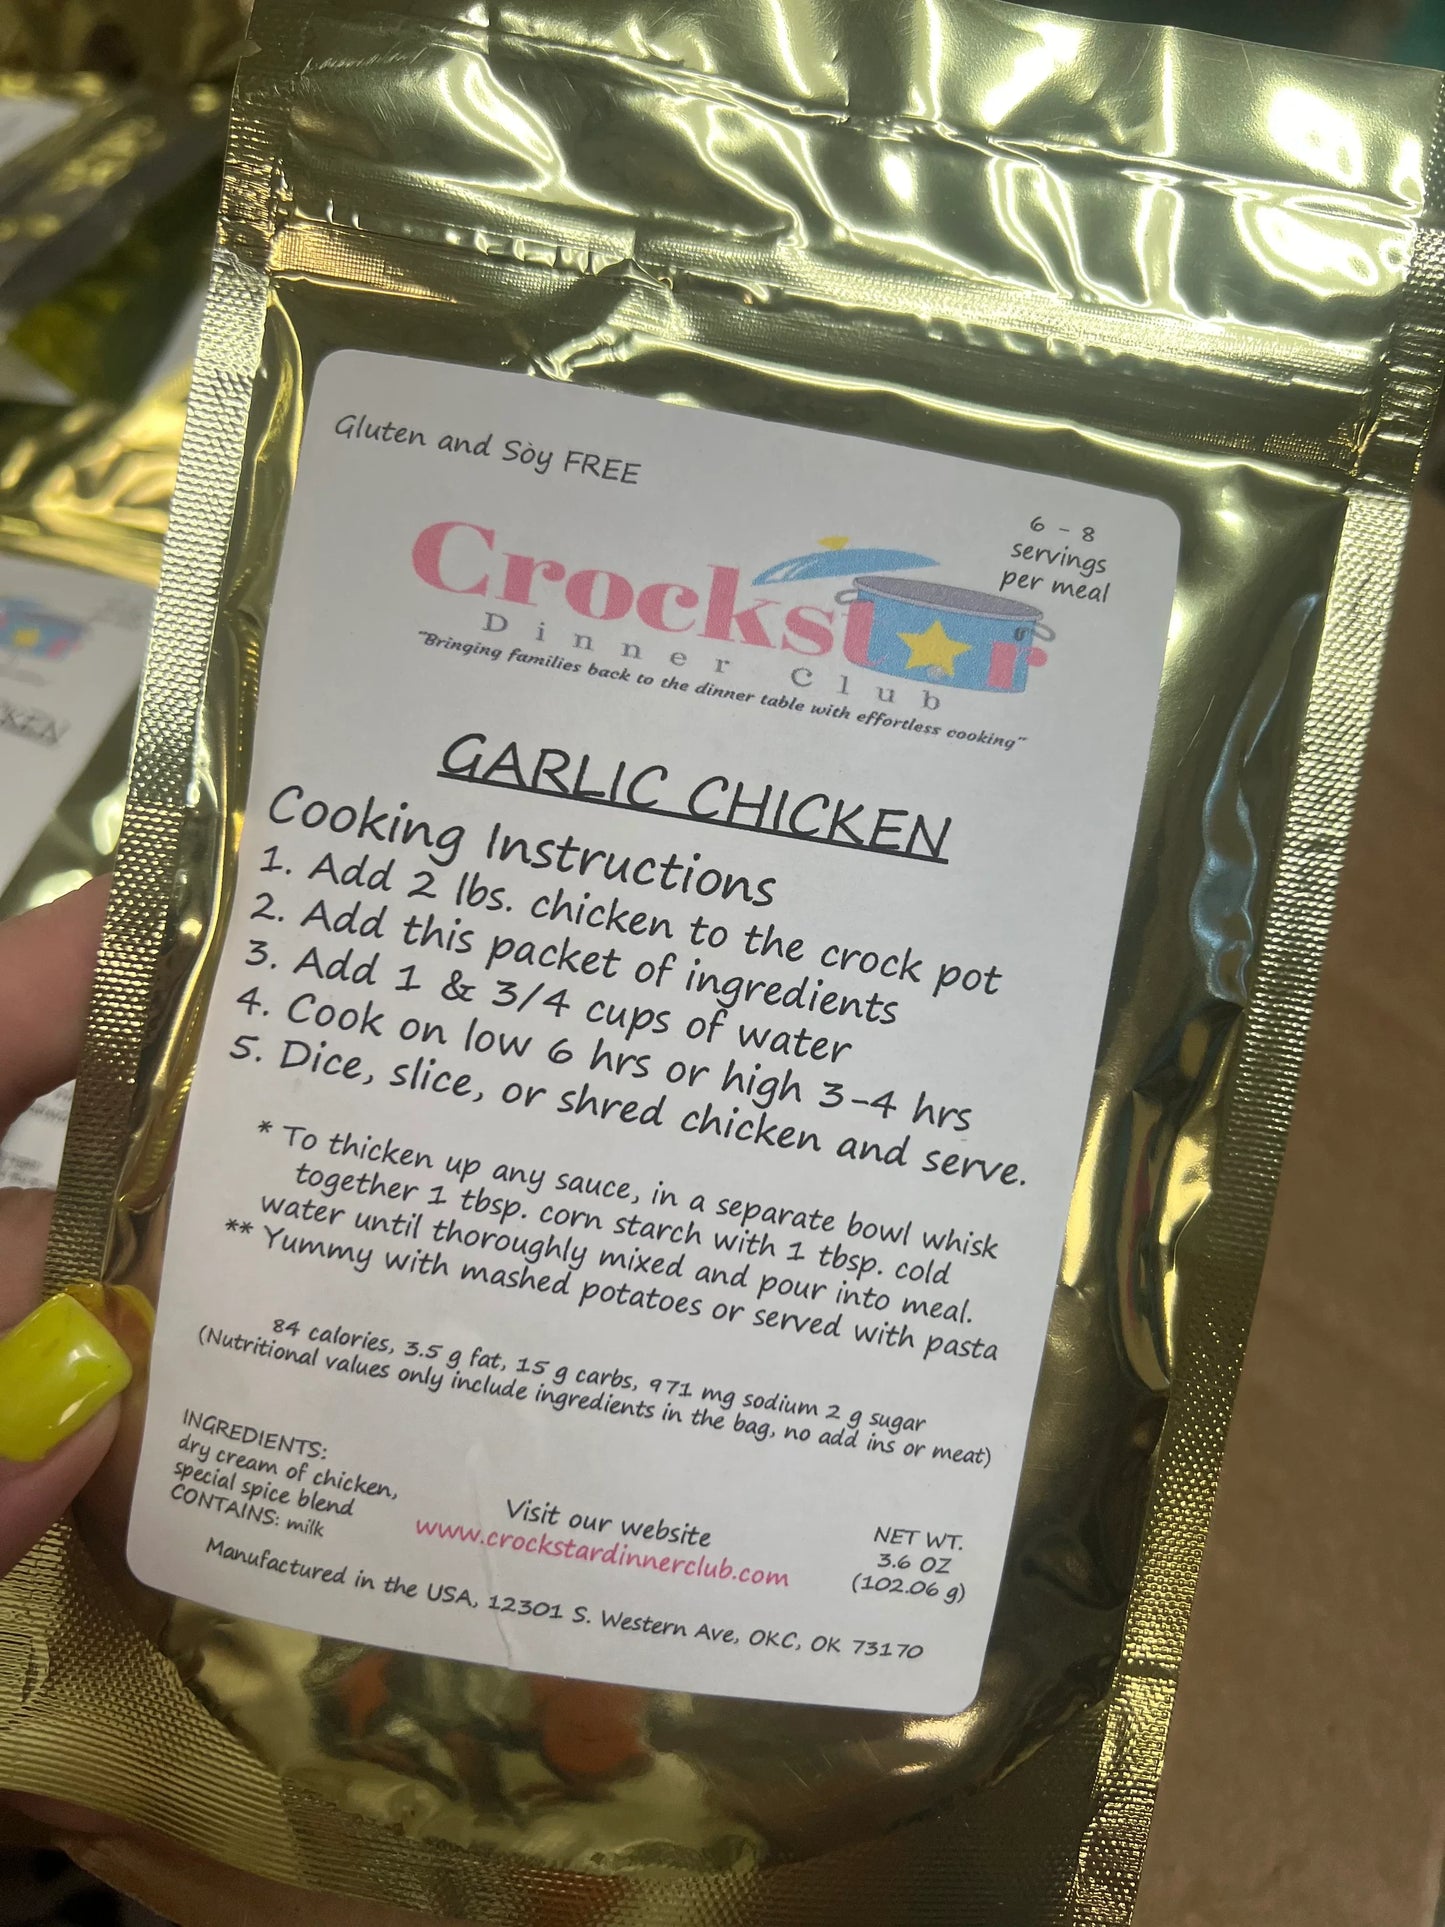 Gluten and Soy FREE
6 - 8
servings
per meal
Crockstar
Dinner Club
"Bringing families back to the dinner table with effortless cooking"
GARLIC CHICKEN
Cooking Instructions
1. Add 2 lbs. chicken to the crock pot
2. Add this packet of ingredients
3. Add 1 & 3/4 cups of water
4. Cook on low 6 hrs or high 3-4 hrs
5. Dice, slice, or shred chicken and serve.
* To thicken up any sauce, in a separate bowl whisk
together 1 tbsp. corn starch with 1 tbsp. cold
water until thoroughly mixed and pour into meal.
** Yummy with mashed potatoes or served with pasta
84 calories, 3.5 g fat, 15 g carbs, 971 mg sodium 2 g sugar
(Nutritional values only include ingredients in the bag, no add ins or meat)
INGREDIENTS:
dry cream of chicken,
special spice blend
CONTAINS: milk
Visit our website
www.crockstardinnerclub.com
NET WT.
3.6 OZ
(102.06 g)
Manufactured in the USA, 12301 S. Western Ave, OKC, OK 73170